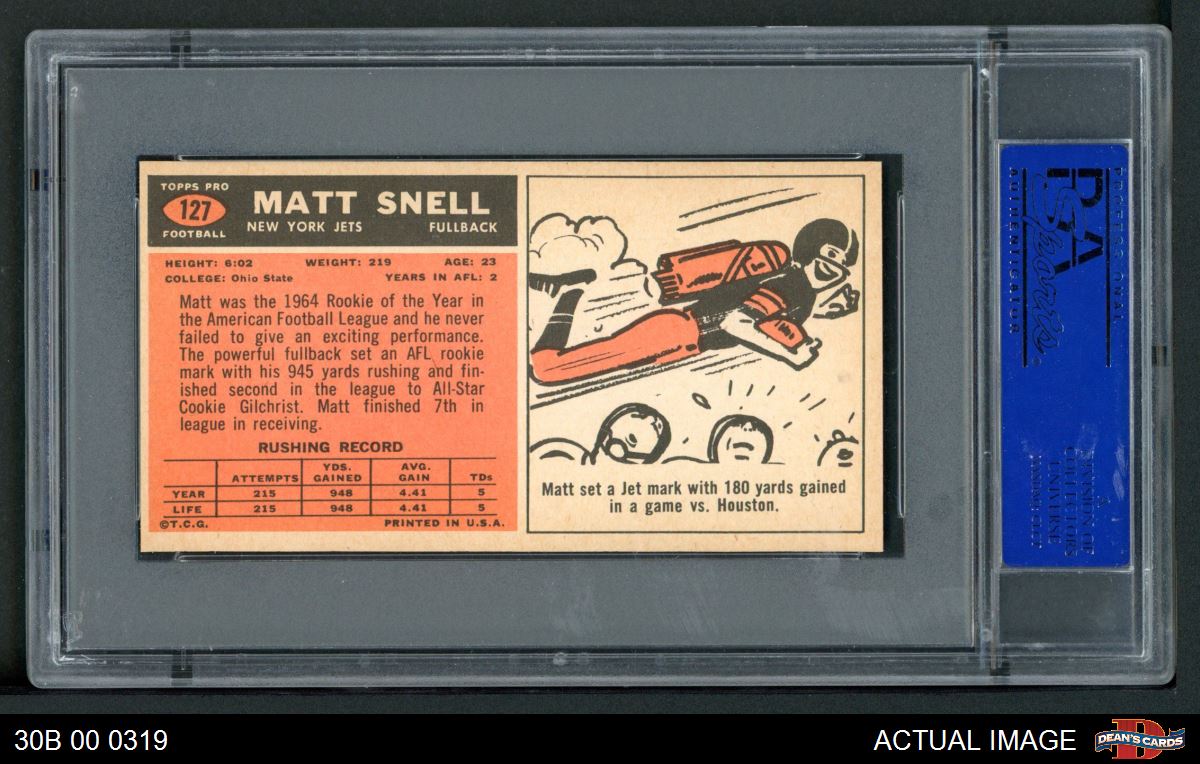 TOPPS PRO
127
FOOTBALL
MATT SNELL
NEW YORK JETS FULLBACK
HEIGHT: 6:02 WEIGHT: 219 AGE: 23
COLLEGE: Ohio State YEARS IN AFL: 2
Matt was the 1964 Rookie of the Year in
the American Football League and he never
failed to give an exciting performance.
The powerful fullback set an AFL rookie
mark with his 945 yards rushing and fin-
ished second in the league to All-Star
Cookie Gilchrist. Matt finished 7th in
league in receiving.
RUSHING RECORD
ATTEMPTS YDS. GAINED AVG. GAIN TDs
YEAR 215 948 4.41 5
LIFE 215 948 4.41 5
©T.C.G. PRINTED IN U.S.A.
Matt set a Jet mark with 180 yards gained
in a game vs. Houston.
PSA
Sports
AUTHENTICATOR
A
DIVISION OF
COLLECTORS
UNIVERSE
30B 00 0319
ACTUAL IMAGE
D
DEAN'S CARDS